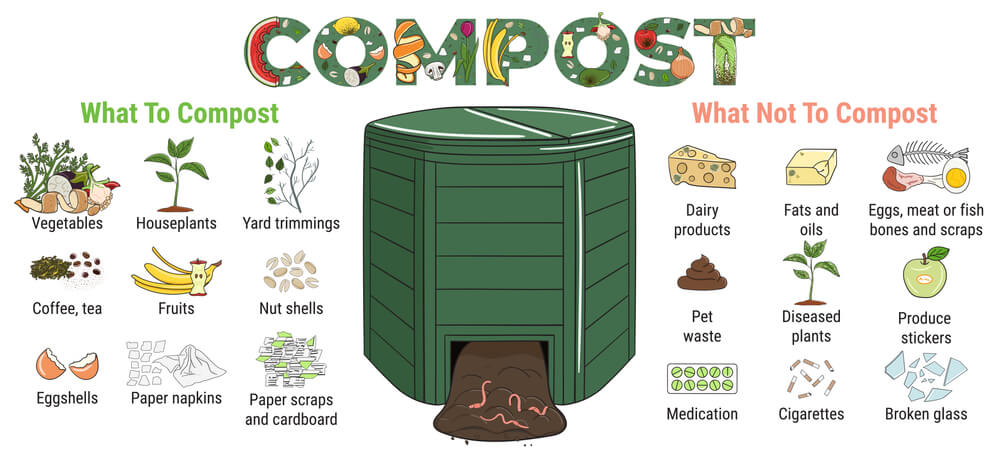 COMPOST
What To Compost
Vegetables
Houseplants
Yard trimmings
Coffee, tea
Fruits
Nut shells
Eggshells
Paper napkins
Paper scraps
and cardboard
What Not To Compost
Dairy
products
Fats and
oils
Eggs, meat or fish
bones and scraps
Pet
waste
Diseased
plants
Produce
stickers
Medication
Cigarettes
Broken glass